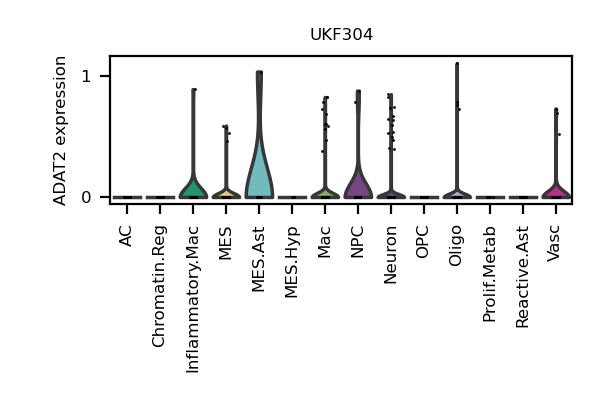 UKF304
ADAT2 expression
1
0
AC
Chromatin.Reg
Inflammatory.Mac
MES
MES.Ast
MES.Hyp
Mac
NPC
Neuron
OPC
Oligo
Prolif.Metab
Reactive.Ast
Vasc